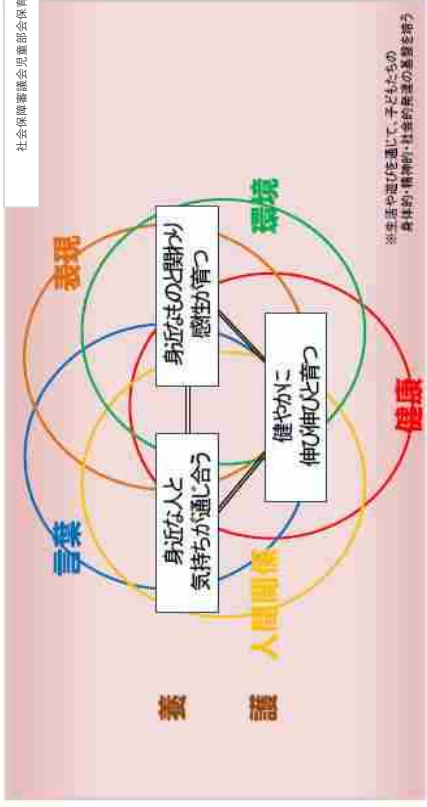 社会保障審議会児童部会保育
表現
言葉
環境
身近な人と
気持ちが通じ合う
身近なものと関わり
感性が育つ
健やかに
伸び伸びと育つ
人間関係
健康
養
護
※生活や遊びを通じて、子どもたちの
身体的・精神的・社会的発達の基盤を培う